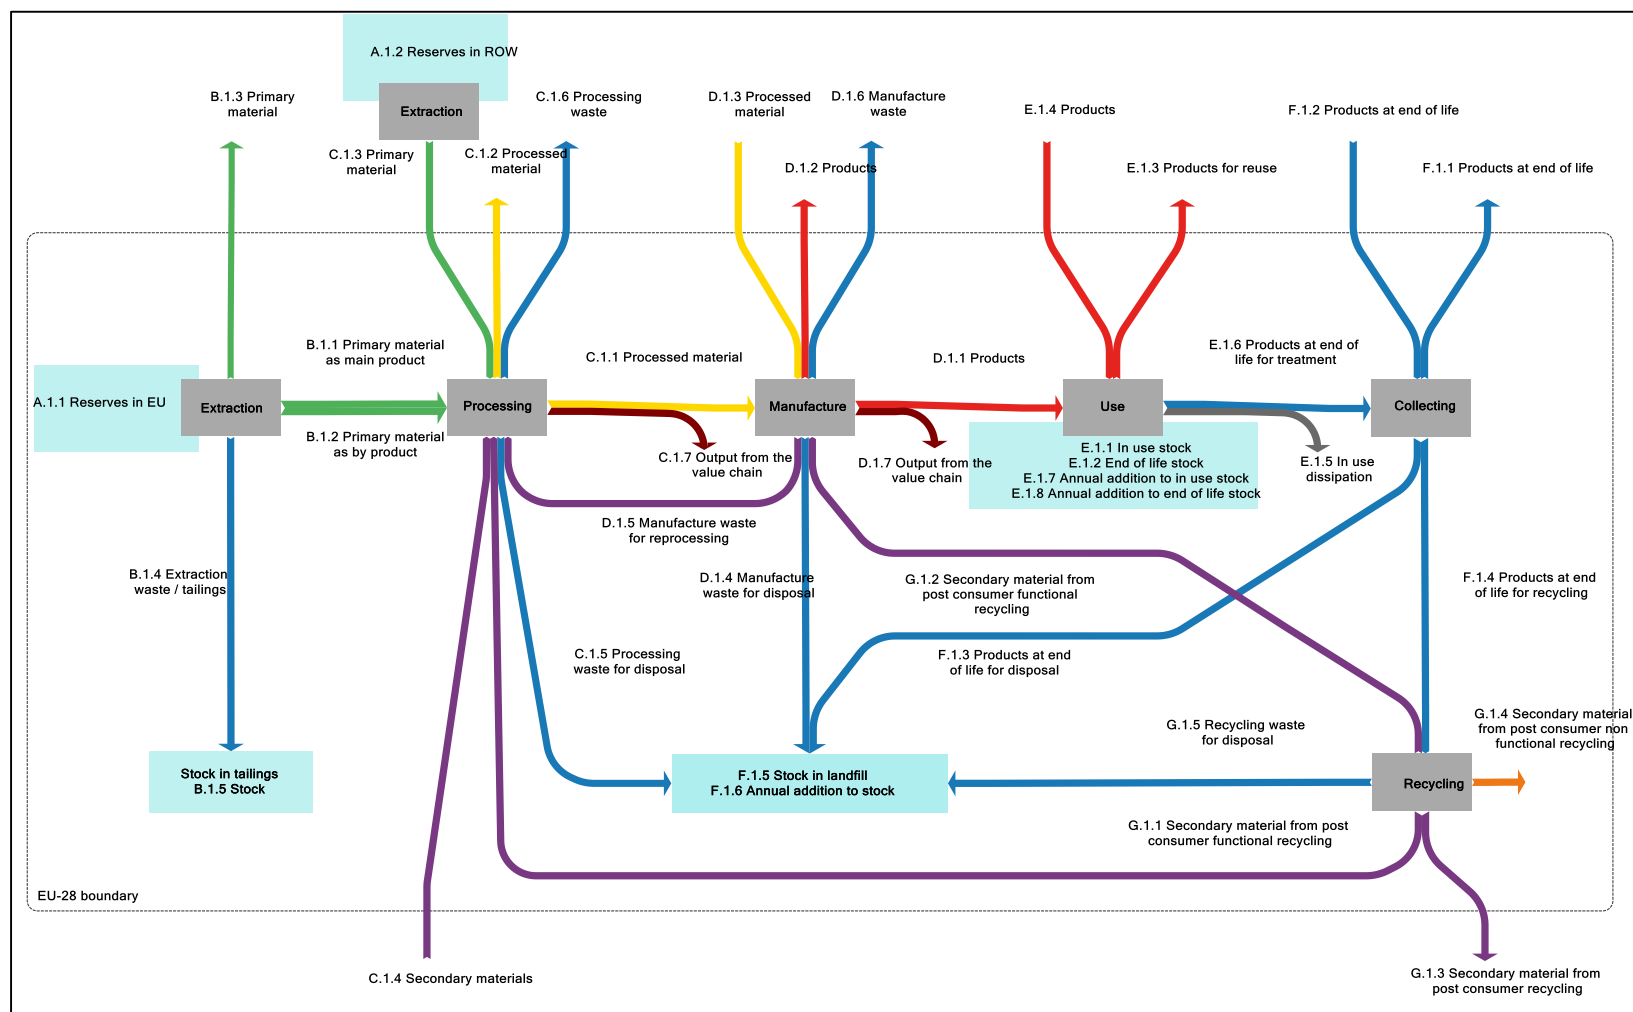 A.1.2 Reserves in ROW
Extraction
B.1.3 Primary
material
C.1.3 Primary
material
C.1.2 Processed
material
C.1.6 Processing
waste
D.1.3 Processed
material
D.1.6 Manufacture
waste
D.1.2 Products
E.1.4 Products
E.1.3 Products for reuse
F.1.2 Products at end of life
F.1.1 Products at end of life
A.1.1 Reserves in EU
Extraction
B.1.1 Primary material
as main product
B.1.2 Primary material
as by product
Processing
C.1.1 Processed material
C.1.7 Output from the
value chain
Manufacture
D.1.1 Products
D.1.7 Output from the
value chain
Use
E.1.1 In use stock
E.1.2 End of life stock
E.1.7 Annual addition to in use stock
E.1.8 Annual addition to end of life stock
E.1.6 Products at end of
life for treatment
E.1.5 In use
dissipation
Collecting
D.1.5 Manufacture waste
for reprocessing
B.1.4 Extraction
waste / tailings
D.1.4 Manufacture
waste for disposal
G.1.2 Secondary material from
post consumer functional
recycling
F.1.4 Products at end
of life for recycling
C.1.5 Processing
waste for disposal
F.1.3 Products at end
of life for disposal
G.1.5 Recycling waste
for disposal
G.1.4 Secondary material
from post consumer non
functional recycling
Stock in tailings
B.1.5 Stock
F.1.5 Stock in landfill
F.1.6 Annual addition to stock
Recycling
G.1.1 Secondary material from post
consumer functional recycling
EU-28 boundary
C.1.4 Secondary materials
G.1.3 Secondary material from
post consumer recycling